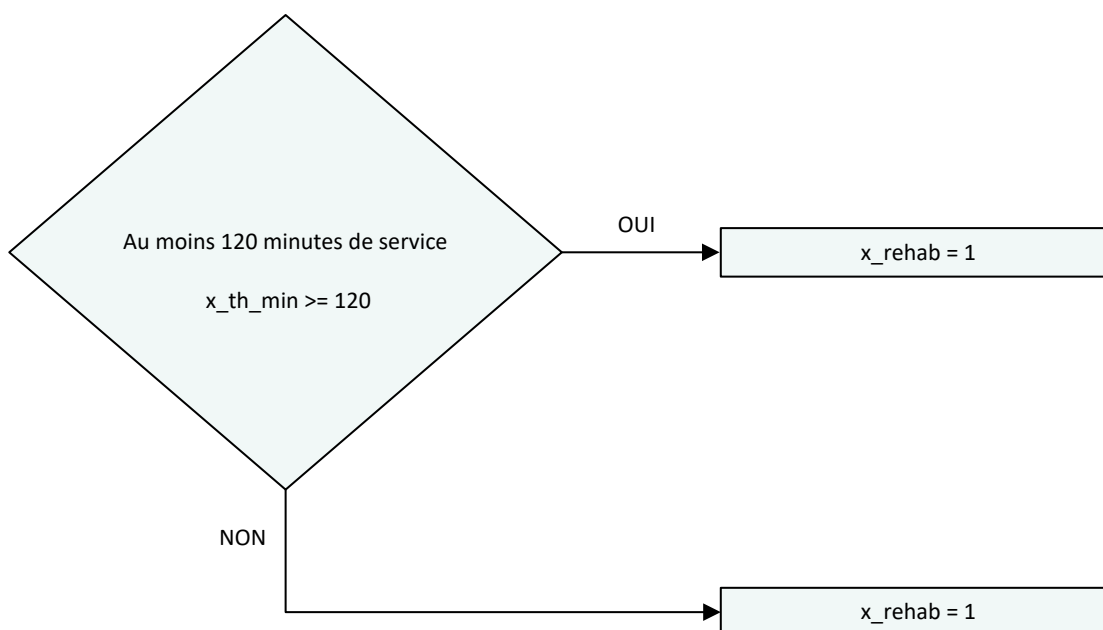 OUI
Au moins 120 minutes de service
x_rehab = 1
x_th_min >= 120
NON
x_rehab = 1